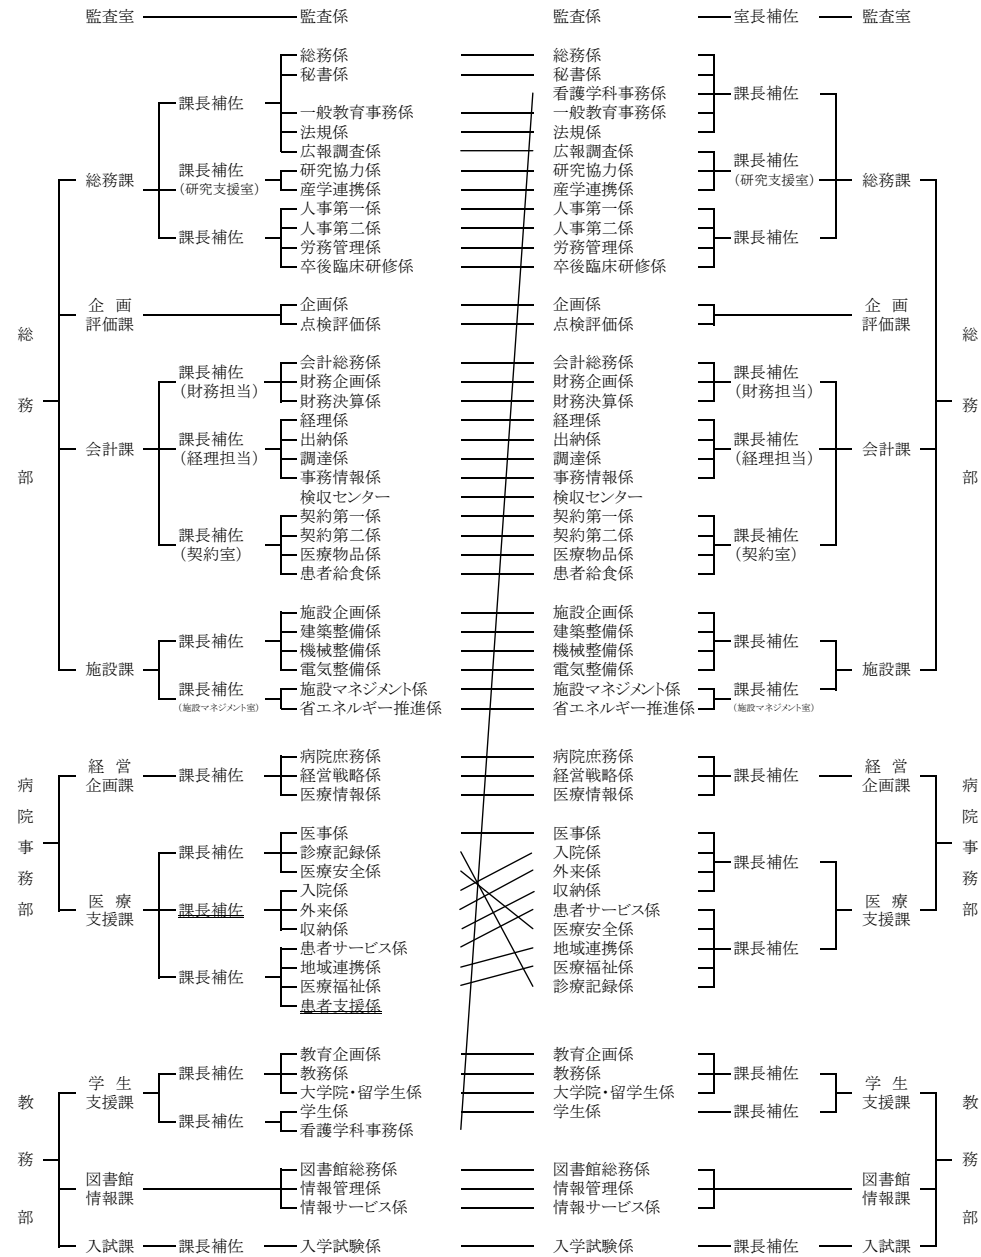 監査室 監査係 監査係 室長補佐 監査室
総務係 総務係
秘書係 秘書係
課長補佐 看護学科事務係 課長補佐
一般教育事務係 一般教育事務係
法規係 法規係
広報調査係 広報調査係
課長補佐 研究協力係 研究協力係 課長補佐
総務課 (研究支援室) 産学連携係 産学連携係 (研究支援室) 総務課
人事第一係 人事第一係
人事第二係 人事第二係
課長補佐 労務管理係 労務管理係 課長補佐
卒後臨床研修係 卒後臨床研修係
企画 企画係 企画係 企画
評価課 点検評価係 点検評価係 評価課
総務部 総務部
会計総務係 会計総務係
課長補佐 財務企画係 財務企画係 課長補佐
(財務担当) 財務決算係 財務決算係 (財務担当)
経理係 経理係
課長補佐 出納係 出納係 課長補佐
会計課 (経理担当) 調達係 調達係 (経理担当) 会計課
事務情報係 事務情報係
検収センター 検収センター
契約第一係 契約第一係
課長補佐 契約第二係 契約第二係 課長補佐
(契約室) 医療物品係 医療物品係 (契約室)
患者給食係 患者給食係
施設企画係 施設企画係
課長補佐 建築整備係 建築整備係 課長補佐
機械整備係 機械整備係
施設課 電気整備係 電気整備係 施設課
課長補佐 施設マネジメント係 施設マネジメント係 課長補佐
(施設マネジメント室) 省エネルギー推進係 省エネルギー推進係 (施設マネジメント室)
病院庶務係 病院庶務係
経営 課長補佐 経営戦略係 経営戦略係 課長補佐 経営
企画課 医療情報係 医療情報係 企画課
病院事務部 病院事務部
医事係 医事係
課長補佐 診療記録係 入院係 課長補佐
医療安全係 外来係
入院係 収納係
医療 課長補佐 外来係 患者サービス係 医療
支援課 収納係 医療安全係 支援課
患者サービス係 地域連携係 課長補佐
課長補佐 地域連携係 医療福祉係
医療福祉係 診療記録係
患者支援係
教育企画係 教育企画係
学生 課長補佐 教務係 教務係 課長補佐 学生
支援課 大学院・留学生係 大学院・留学生係 支援課
課長補佐 学生係 学生係 課長補佐
看護学科事務係
教務部 教務部
図書館 図書館総務係 図書館総務係 図書館
情報課 情報管理係 情報管理係 情報課
情報サービス係 情報サービス係
入試課 課長補佐 入学試験係 入学試験係 課長補佐 入試課